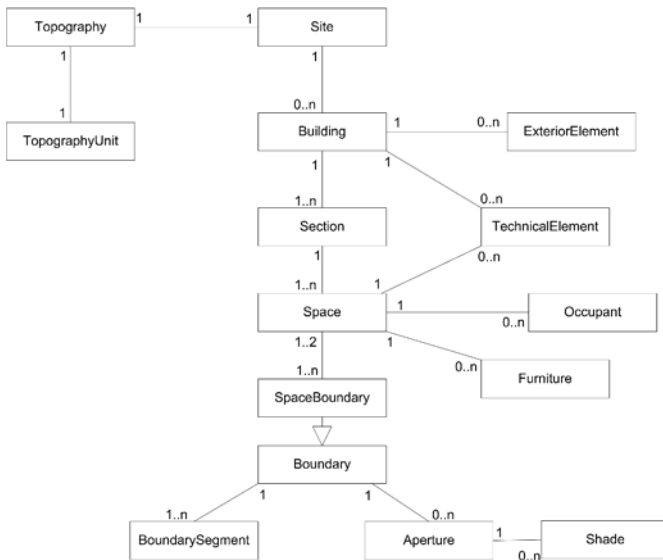 Topography 1 1 Site
1 1
1 0..n
TopographyUnit Building 1 0..n ExteriorElement
1 1
1..n 0..n
Section TechnicalElement
1 0..n
1..n 1
Space 1 0..n Occupant
1..2 1
1..n 0..n Furniture
SpaceBoundary
Boundary
1 1
1..n 0..n
BoundarySegment Aperture 1 0..n Shade